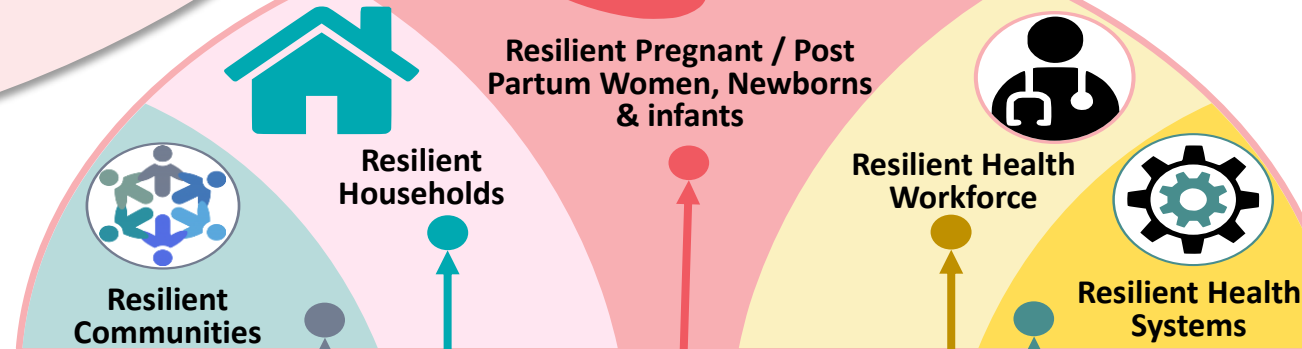 Resilient Pregnant / Post
Partum Women, Newborns
& infants
Resilient
Households
Resilient Health
Workforce
Resilient
Communities
Resilient Health
Systems